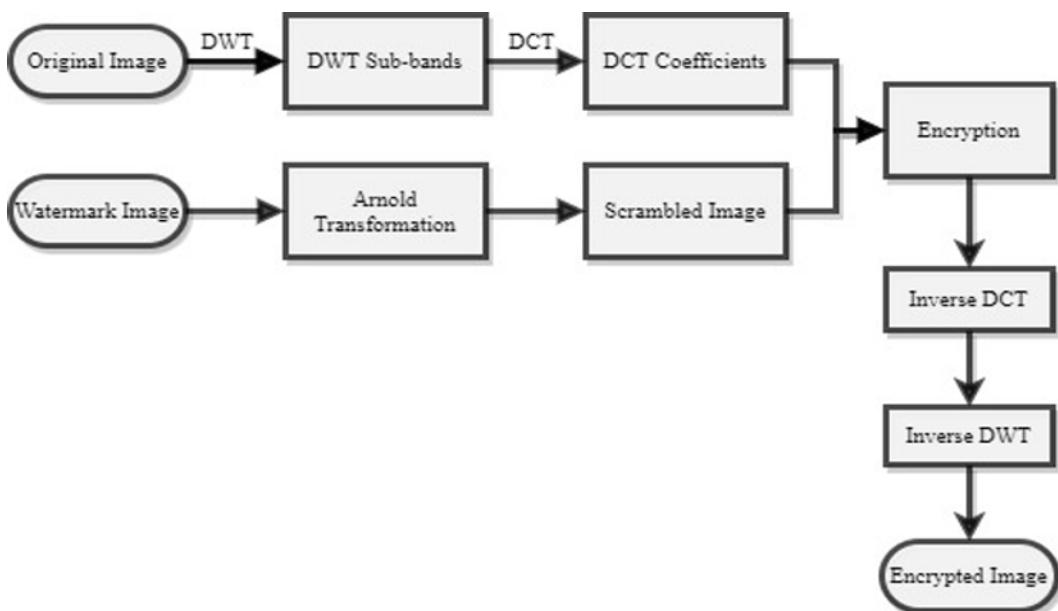 Original Image
DWT
DWT Sub-bands
DCT
DCT Coefficients
Encryption
Watermark Image
Arnold
Transformation
Scrambled Image
Inverse DCT
Inverse DWT
Encrypted Image